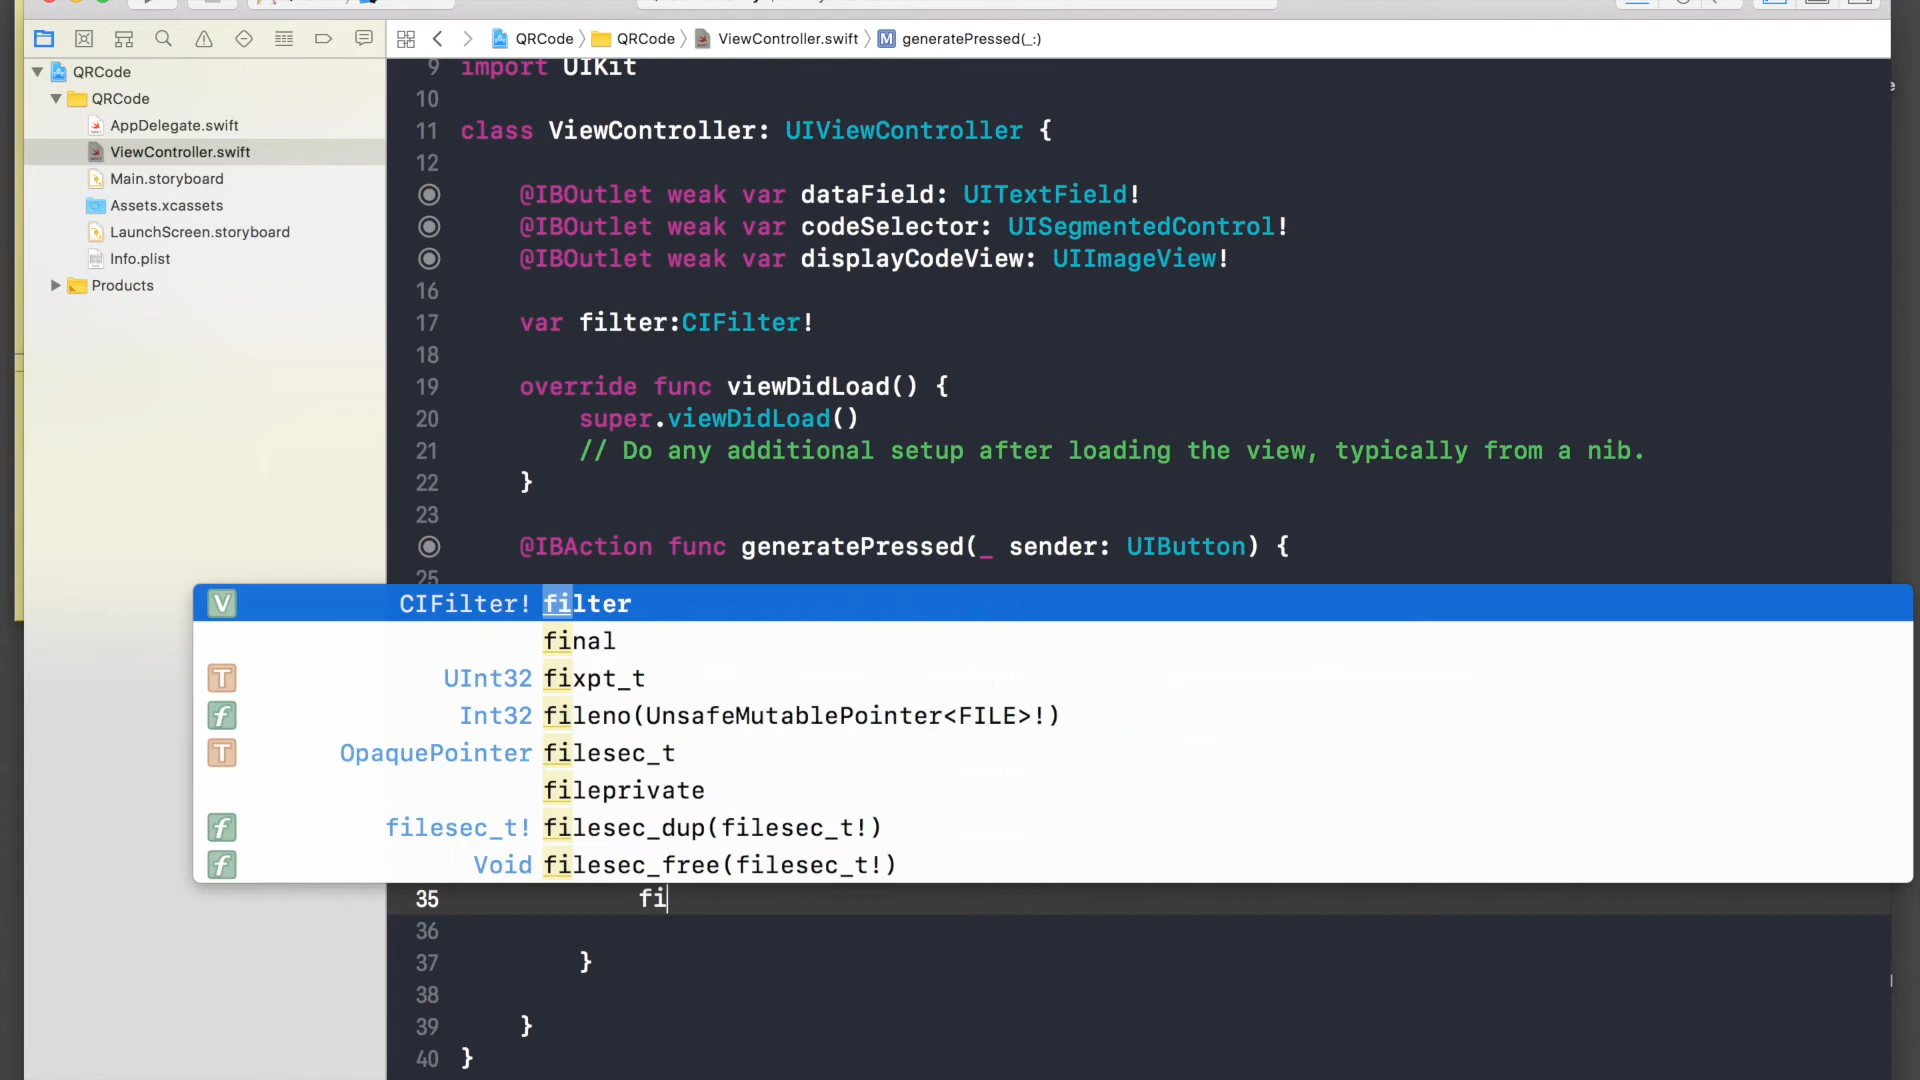 QRCode QRCode ViewController.swift M generatePressed(_:)
QRCode
QRCode
AppDelegate.swift
ViewController.swift
Main.storyboard
Assets.xcassets
LaunchScreen.storyboard
Info.plist
Products
9 import UIKit
10
11 class ViewController: UIViewController {
12
@IBOutlet weak var dataField: UITextField!
@IBOutlet weak var codeSelector: UISegmentedControl!
@IBOutlet weak var displayCodeView: UIImageView!
16
17 var filter:CIFilter!
18
19 override func viewDidLoad() {
20 super.viewDidLoad()
21 // Do any additional setup after loading the view, typically from a nib.
22 }
23
@IBAction func generatePressed(_ sender: UIButton) {
25
V CIFilter! filter
final
T UInt32 fixpt_t
f Int32 fileno(UnsafeMutablePointer<FILE>!)
T OpaquePointer filesec_t
fileprivate
f filesec_t! filesec_dup(filesec_t!)
f Void filesec_free(filesec_t!)
35 fi
36
37 }
38
39 }
40 }